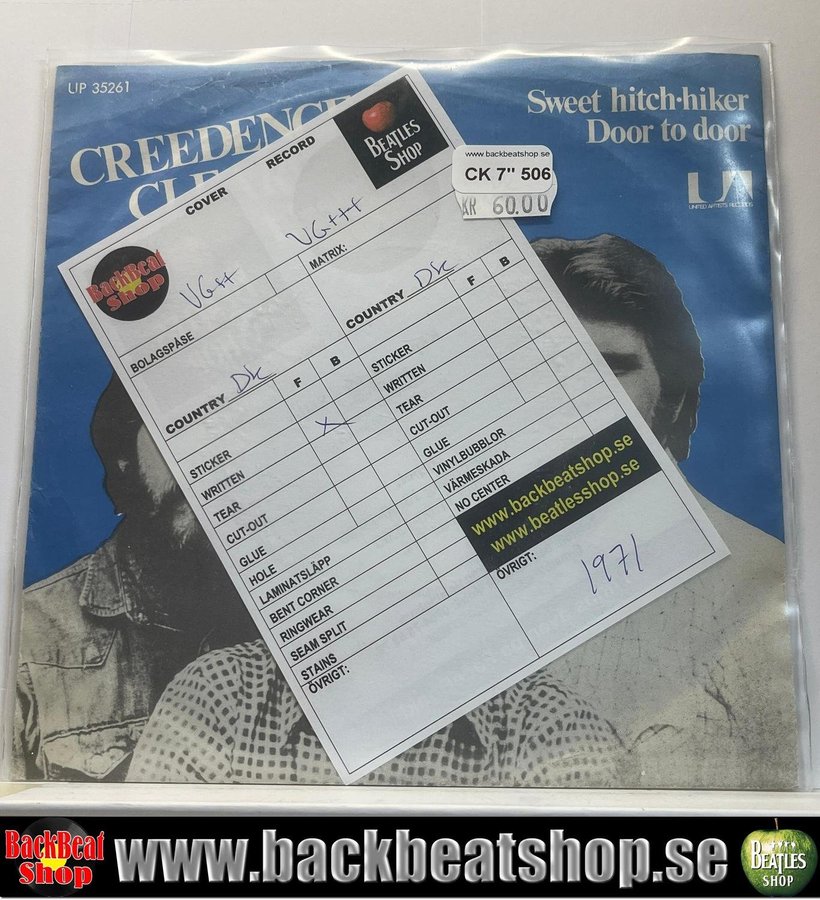 UP 35261
CREEDENCE
Sweet hitch-hiker
Door to door
UNITED ARTISTS RECORDS
www.backbeatshop.se
CK 7" 506
KR 60.00
BEATLES
SHOP
BackBeat
Shop
COVER
RECORD
VG++
VG+++
BOLAGSPÅSE
MATRIX:
COUNTRY DK
F B
STICKER
WRITTEN
TEAR
CUT-OUT
GLUE
HOLE
LAMINATSLÄPP
BENT CORNER
RINGWEAR
SEAM SPLIT
STAINS
ÖVRIGT:
COUNTRY DK
F B
STICKER
WRITTEN
TEAR
CUT-OUT
GLUE
VINYLBUBBLOR
VÄRMESKADA
NO CENTER
www.backbeatshop.se
www.beatlesshop.se
ÖVRIGT:
1971
BackBeat
Shop
www.backbeatshop.se
BEATLES
SHOP